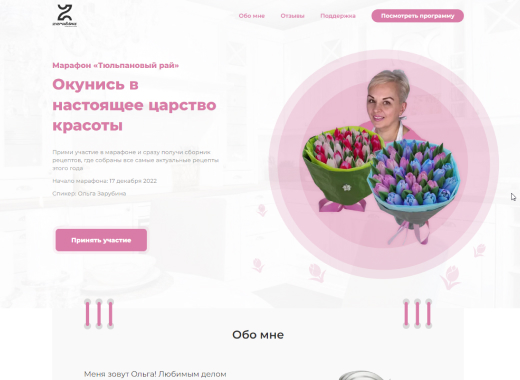 zarubina
Обо мне
Отзывы
Поддержка
Посмотреть программу
Марафон «Тюльпановый рай»
Окунись в
настоящее царство
красоты
Прими участие в марафоне и сразу получи сборник
рецептов, где собраны все самые актуальные рецепты
этого года!
Начало марафона: 17 декабря 2022
Спикер: Ольга Зарубина
Принять участие
Обо мне
Меня зовут Ольга! Любимым делом